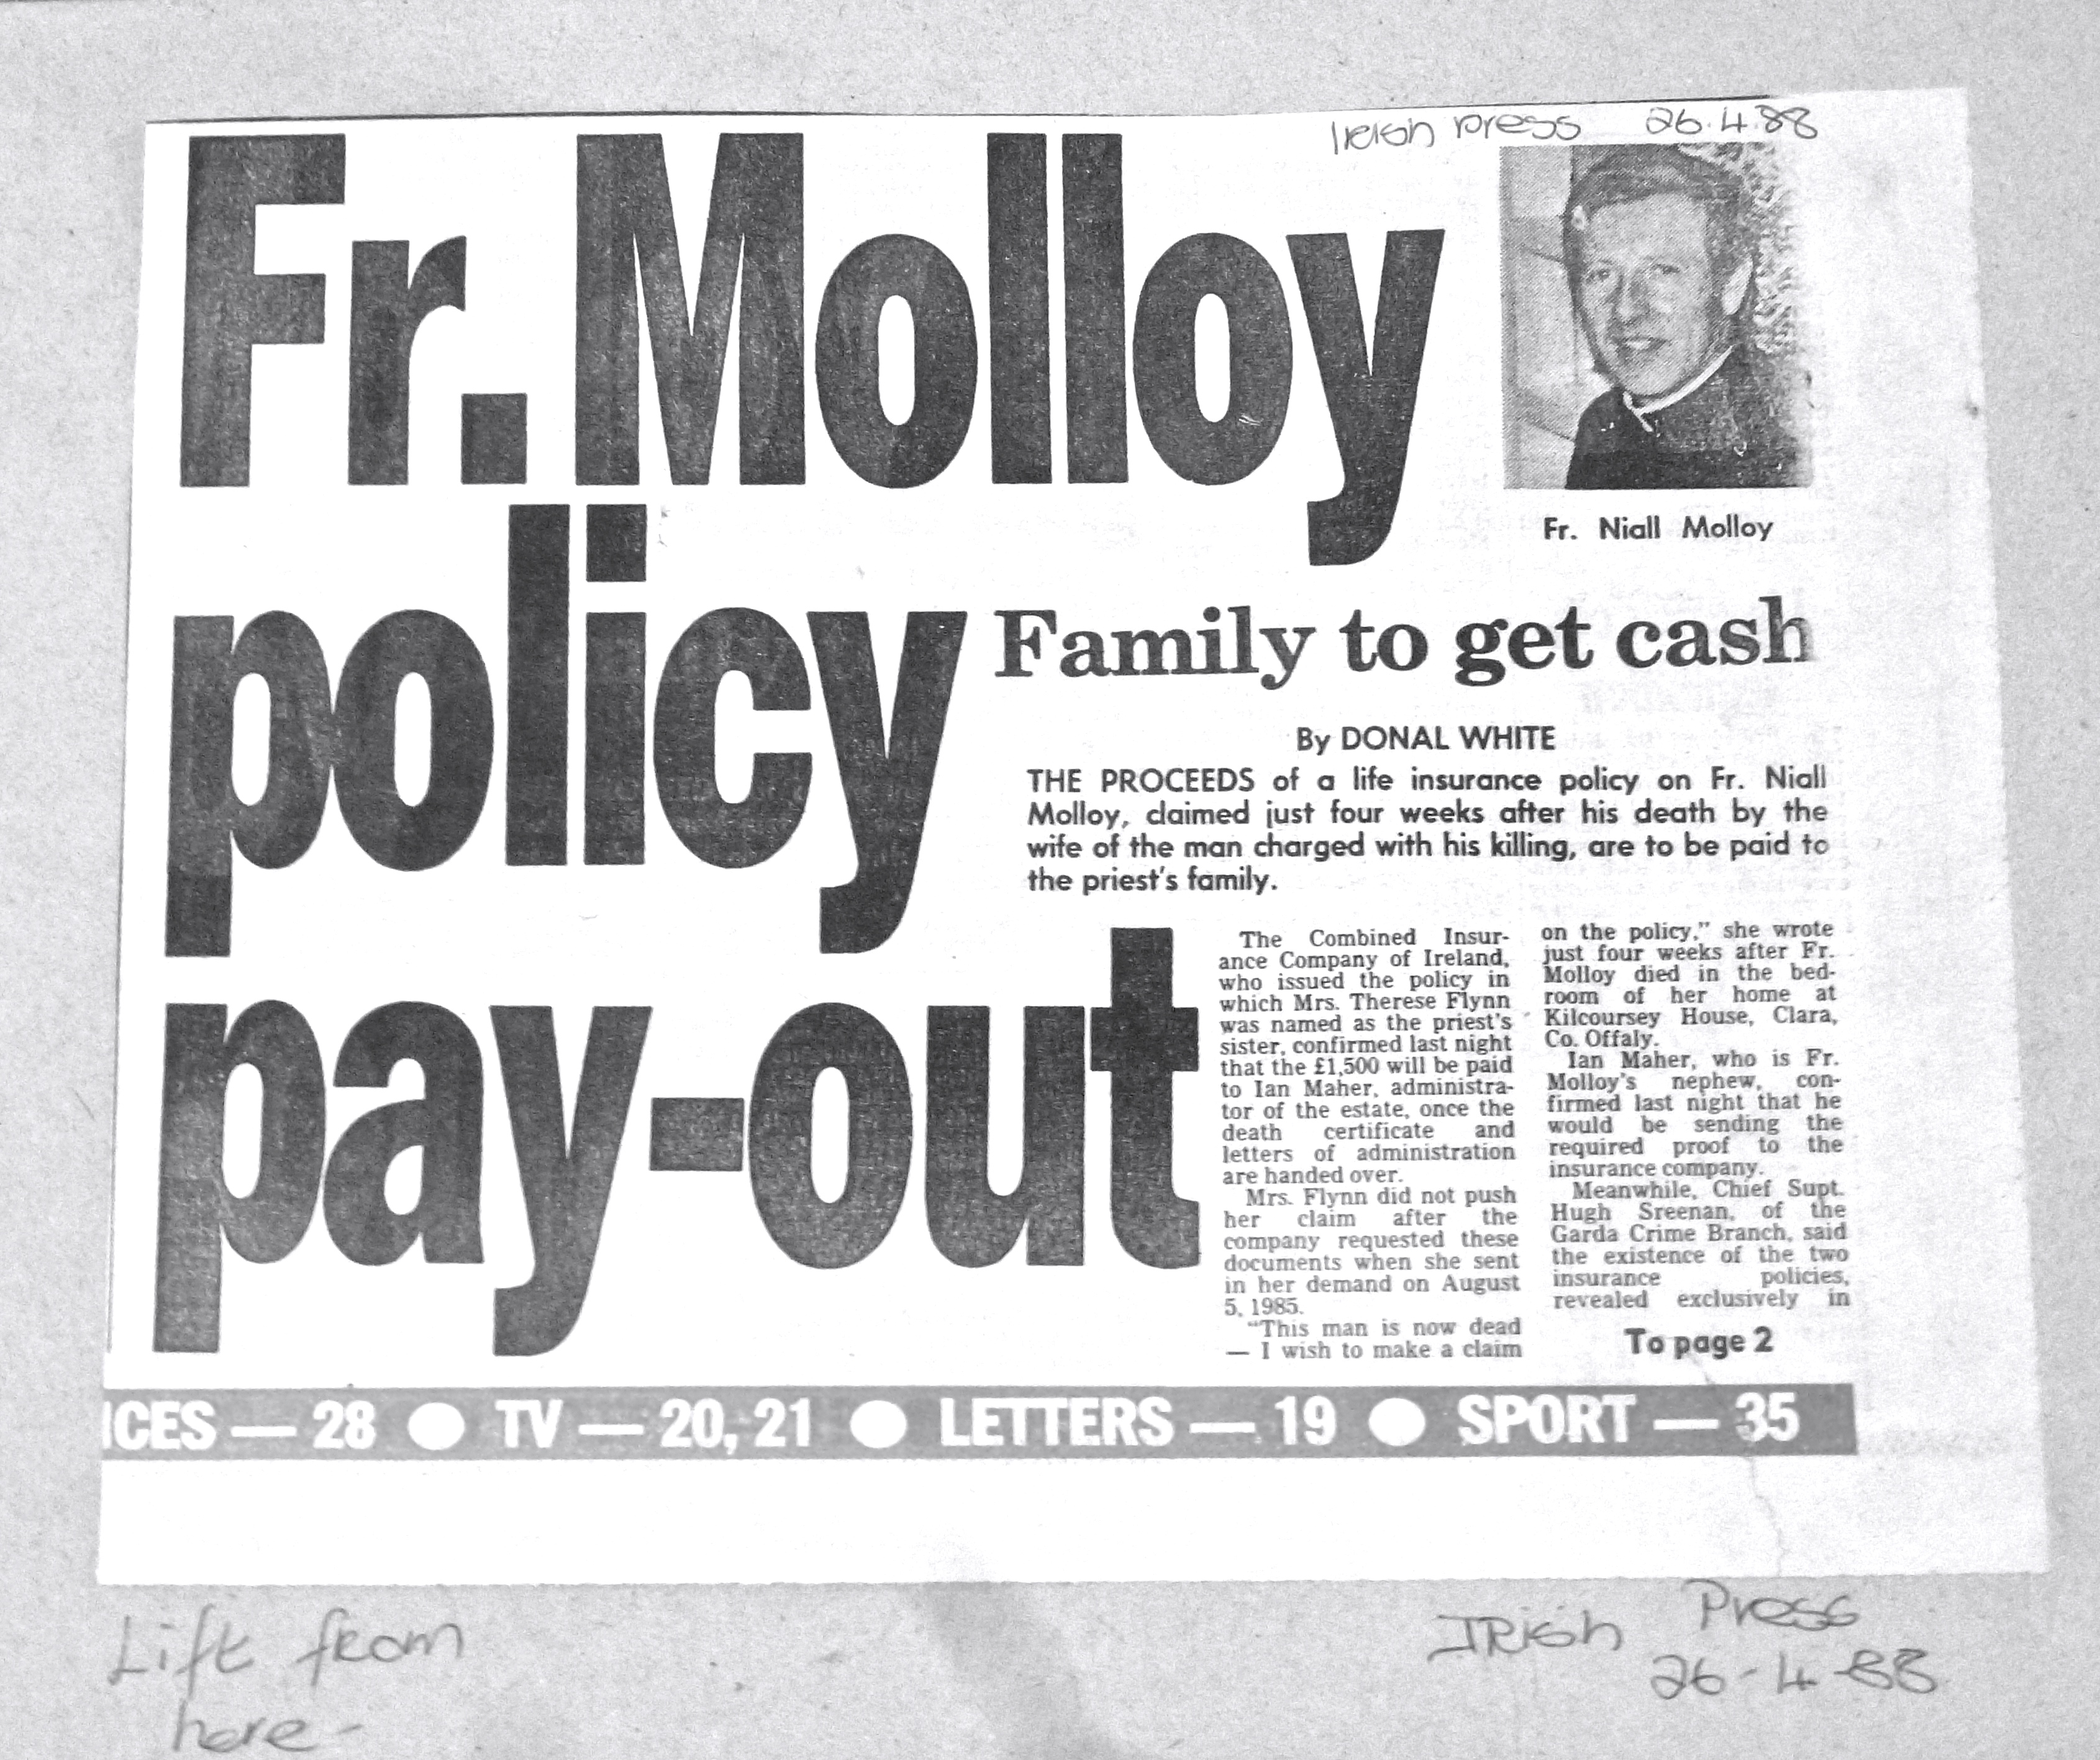 Irish Press 26.4.88
Fr. Molloy
policy
pay-out
Fr. Niall Molloy
Family to get cash
By DONAL WHITE
THE PROCEEDS of a life insurance policy on Fr. Niall
Molloy, claimed just four weeks after his death by the
wife of the man charged with his killing, are to be paid to
the priest's family.
The Combined Insur-
ance Company of Ireland,
who issued the policy in
which Mrs. Therese Flynn
was named as the priest's
sister, confirmed last night
that the £1,500 will be paid
to Ian Maher, administra-
tor of the estate, once the
death certificate and
letters of administration
are handed over.
Mrs. Flynn did not push
her claim after the
company requested these
documents when she sent
in her demand on August
5, 1985.
"This man is now dead
— I wish to make a claim
on the policy," she wrote
just four weeks after Fr.
Molloy died in the bed-
room of her home at
Kilcoursey House, Clara,
Co. Offaly.
Ian Maher, who is Fr.
Molloy's nephew, con-
firmed last night that he
would be sending the
required proof to the
insurance company.
Meanwhile, Chief Supt.
Hugh Sreenan, of the
Garda Crime Branch, said
the existence of the two
insurance policies,
revealed exclusively in
To page 2
ICES — 28 ● TV — 20, 21 ● LETTERS — 19 ● SPORT — 35
Lift from
here -
Irish Press
26-4-88